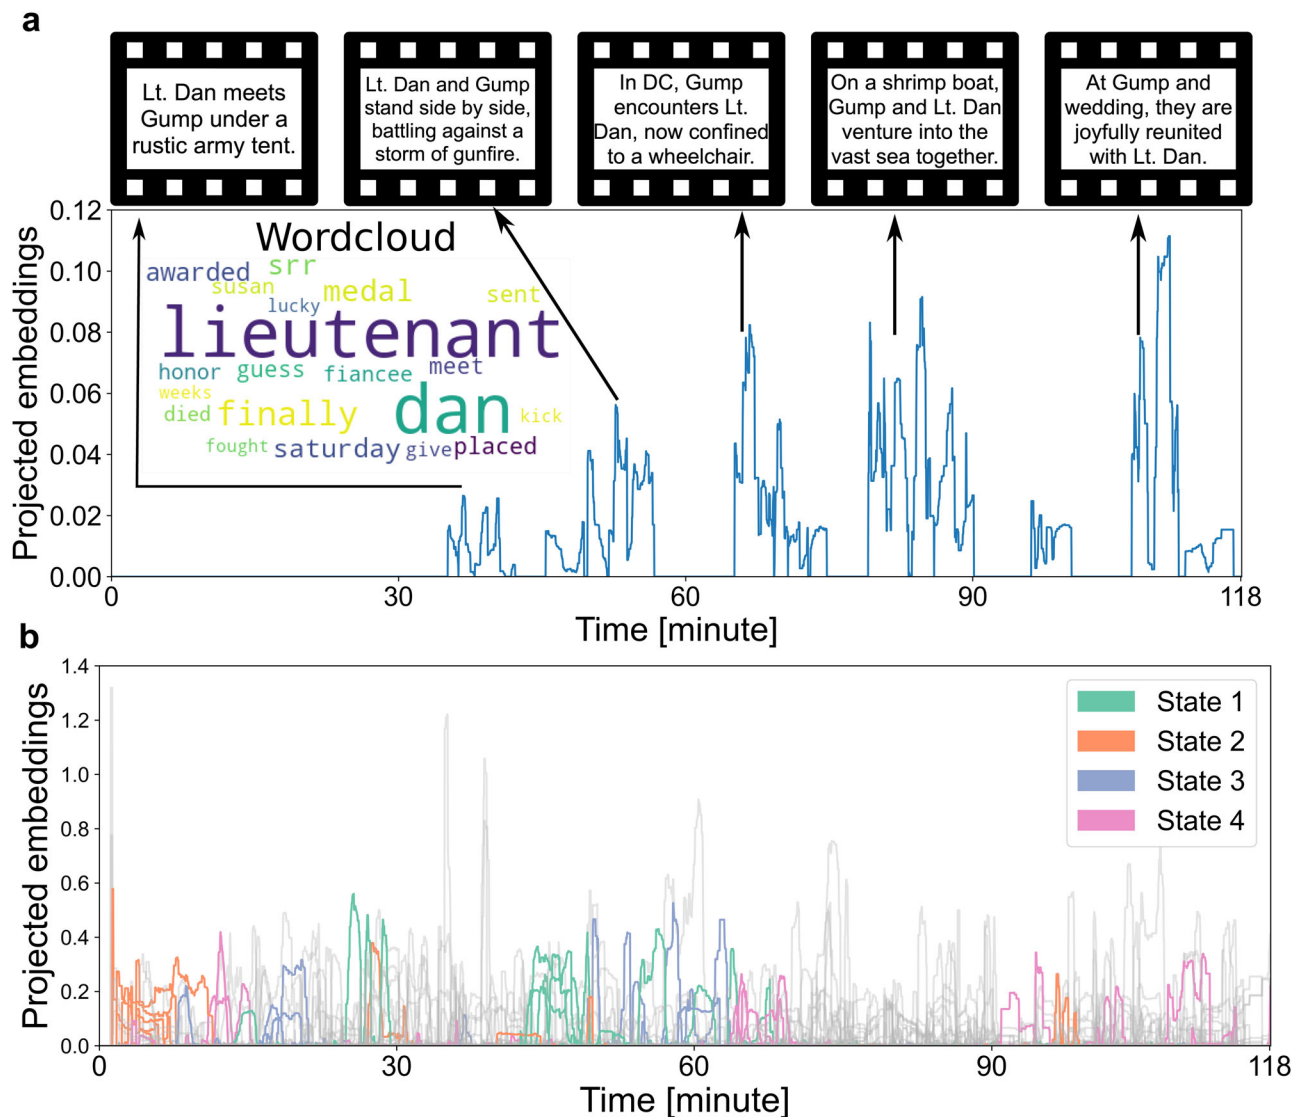 a
Lt. Dan meets
Gump under a
rustic army tent.
Lt. Dan and Gump
stand side by side,
battling against a
storm of gunfire.
In DC, Gump
encounters Lt.
Dan, now confined
to a wheelchair.
On a shrimp boat,
Gump and Lt. Dan
venture into the
vast sea together.
At Gump and
wedding, they are
joyfully reunited
with Lt. Dan.
Projected embeddings
0.12
0.10
0.08
0.06
0.04
0.02
0.00
Wordcloud
awarded srr
susan medal sent
lucky
lieutenant
honor guess fiancee meet
weeks
died finally dan kick
fought saturday give placed
0 30 60 90 118
Time [minute]
b
Projected embeddings
1.4
1.2
1.0
0.8
0.6
0.4
0.2
0.0
State 1
State 2
State 3
State 4
0 30 60 90 118
Time [minute]